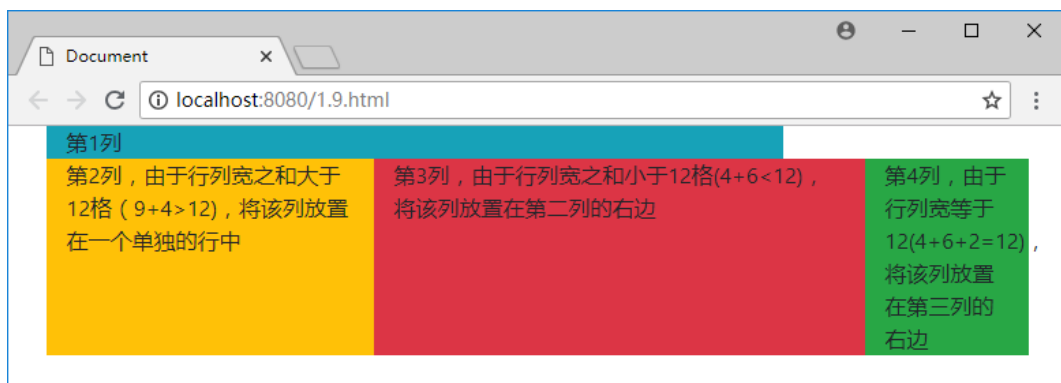 Document
localhost:8080/1.9.html
第1列
第2列，由于行列宽之和大于
12格（9+4>12)，将该列放置
在一个单独的行中
第3列，由于行列宽之和小于12格(4+6<12)，
将该列放置在第二列的右边
第4列，由于
行列宽等于
12(4+6+2=12)，
将该列放置
在第三列的
右边